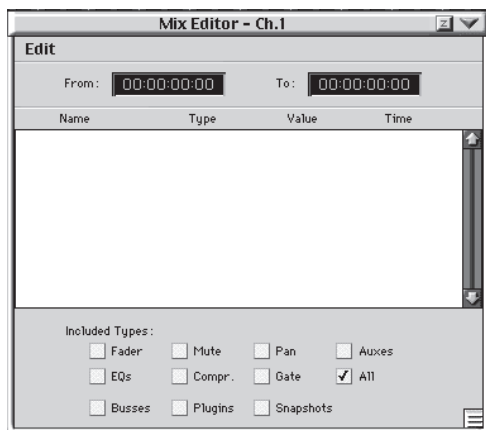 Mix Editor - Ch.1
Edit
From: 00:00:00:00 To: 00:00:00:00
Name Type Value Time
Included Types:
Fader Mute Pan Auxes
EQs Compr. Gate All
Busses Plugins Snapshots